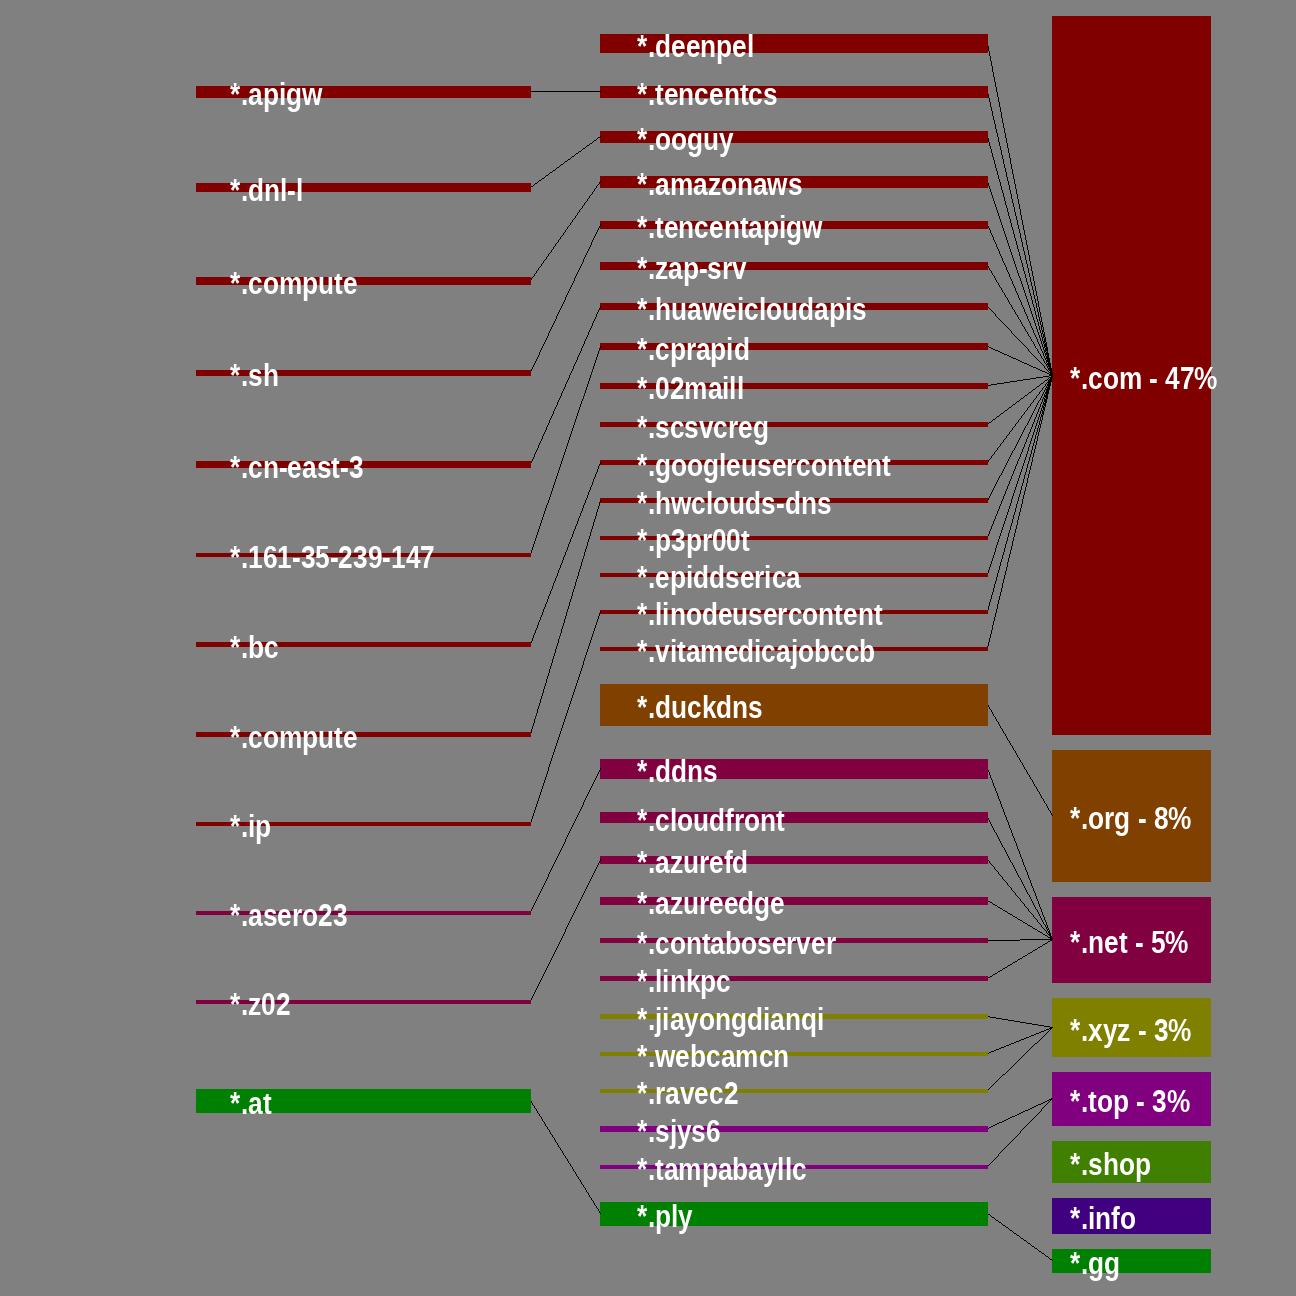 *.apigw
*.dnl-l
*.compute
*.sh
*.cn-east-3
*.161-35-239-147
*.bc
*.compute
*.ip
*.asero23
*.z02
*.at
*.deenpel
*.tencentcs
*.ooguy
*.amazonaws
*.tencentapigw
*.zap-srv
*.huaweicloudapis
*.cprapid
*.02maill
*.scsvcreg
*.googleusercontent
*.hwclouds-dns
*.p3pr00t
*.epiddserica
*.linodeusercontent
*.vitamedicajobccb
*.duckdns
*.ddns
*.cloudfront
*.azurefd
*.azureedge
*.contaboserver
*.linkpc
*.jiayongdianqi
*.webcamcn
*.ravec2
*.sjys6
*.tampabayllc
*.ply
*.com - 47%
*.org - 8%
*.net - 5%
*.xyz - 3%
*.top - 3%
*.shop
*.info
*.gg